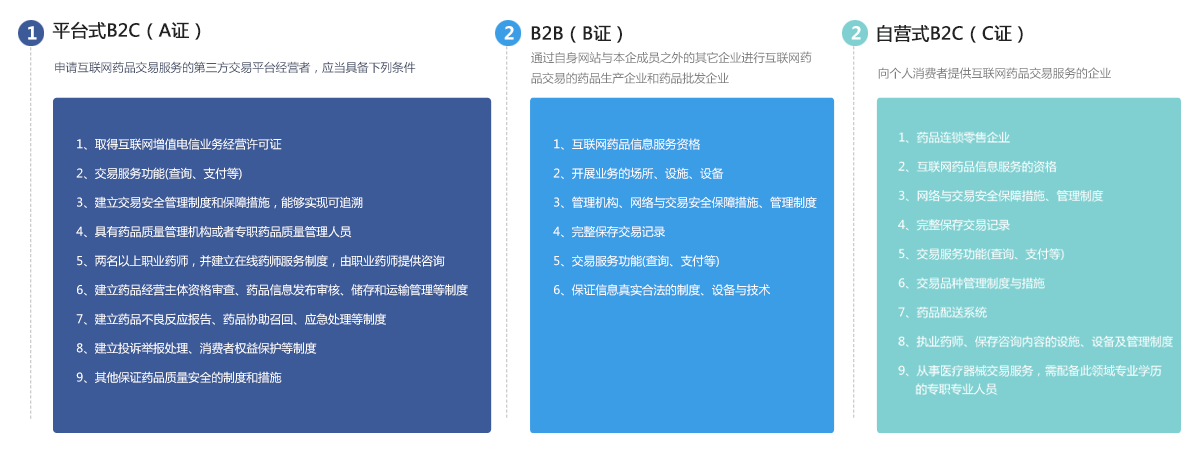 1
平台式B2C（A证）
申请互联网药品交易服务的第三方交易平台经营者，应当具备下列条件
1、取得互联网增值电信业务经营许可证
2、交易服务功能(查询、支付等)
3、建立交易安全管理制度和保障措施，能够实现可追溯
4、具有药品质量管理机构或者专职药品质量管理人员
5、两名以上职业药师，并建立在线药师服务制度，由职业药师提供咨询
6、建立药品经营主体资格审查、药品信息发布审核、储存和运输管理等制度
7、建立药品不良反应报告、药品协助召回、应急处理等制度
8、建立投诉举报处理、消费者权益保护等制度
9、其他保证药品质量安全的制度和措施
2
B2B（B证）
通过自身网站与本企成员之外的其它企业进行互联网药
品交易的药品生产企业和药品批发企业
1、互联网药品信息服务资格
2、开展业务的场所、设施、设备
3、管理机构、网络与交易安全保障措施、管理制度
4、完整保存交易记录
5、交易服务功能(查询、支付等)
6、保证信息真实合法的制度、设备与技术
2
自营式B2C（C证）
向个人消费者提供互联网药品交易服务的企业
1、药品连锁零售企业
2、互联网药品信息服务的资格
3、网络与交易安全保障措施、管理制度
4、完整保存交易记录
5、交易服务功能(查询、支付等)
6、交易品种管理制度与措施
7、药品配送系统
8、执业药师、保存咨询内容的设施、设备及管理制度
9、从事医疗器械交易服务，需配备此领域专业学历
的专职专业人员